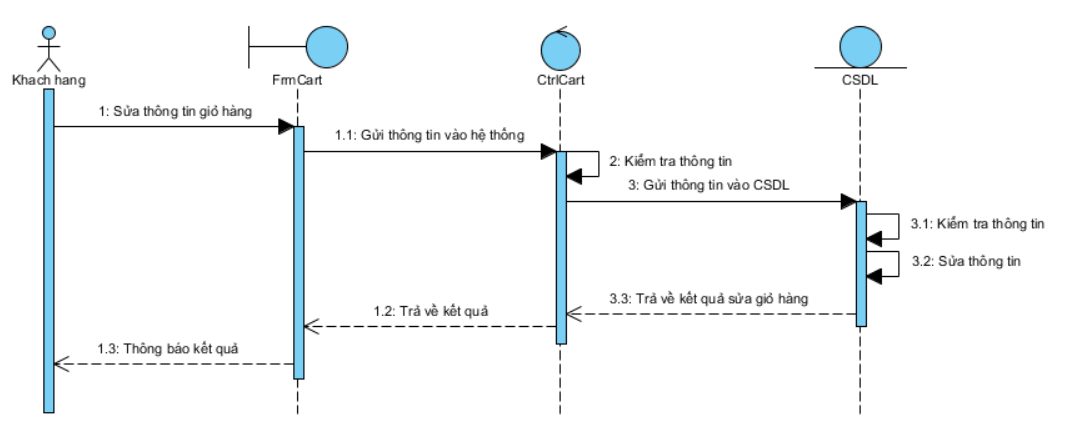 Khach hang
FrmCart
CtrlCart
CSDL
1: Sửa thông tin giỏ hàng
1.1: Gửi thông tin vào hệ thống
2: Kiểm tra thông tin
3: Gửi thông tin vào CSDL
3.1: Kiểm tra thông tin
3.2: Sửa thông tin
3.3: Trả về kết quả sửa giỏ hàng
1.2: Trả về kết quả
1.3: Thông báo kết quả